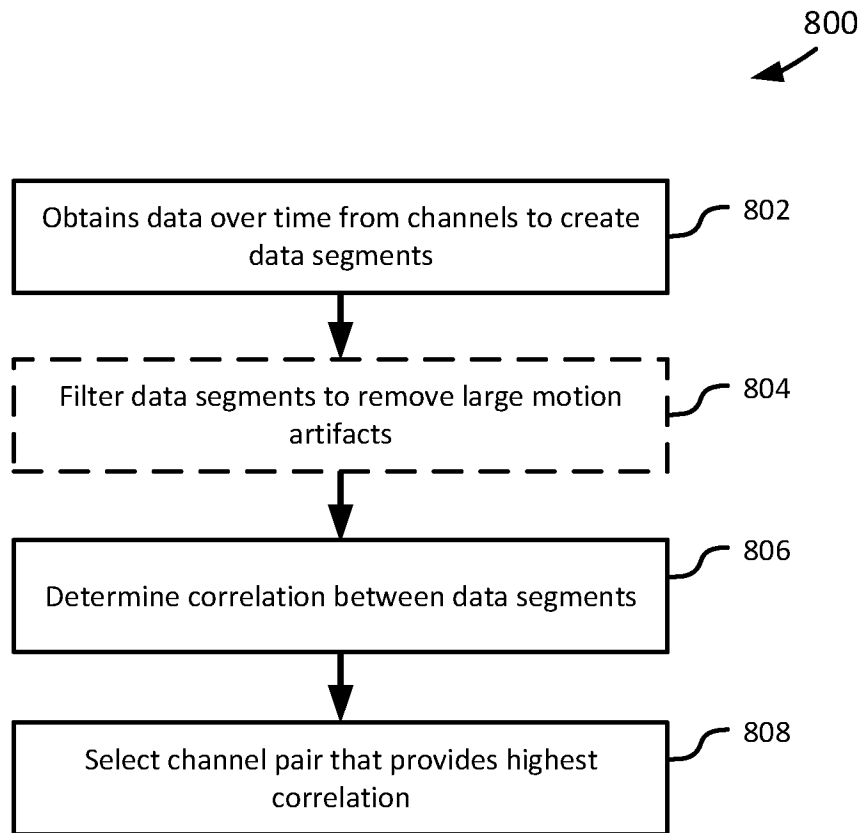 800
Obtains data over time from channels to create
data segments
802
Filter data segments to remove large motion
artifacts
804
Determine correlation between data segments
806
Select channel pair that provides highest
correlation
808